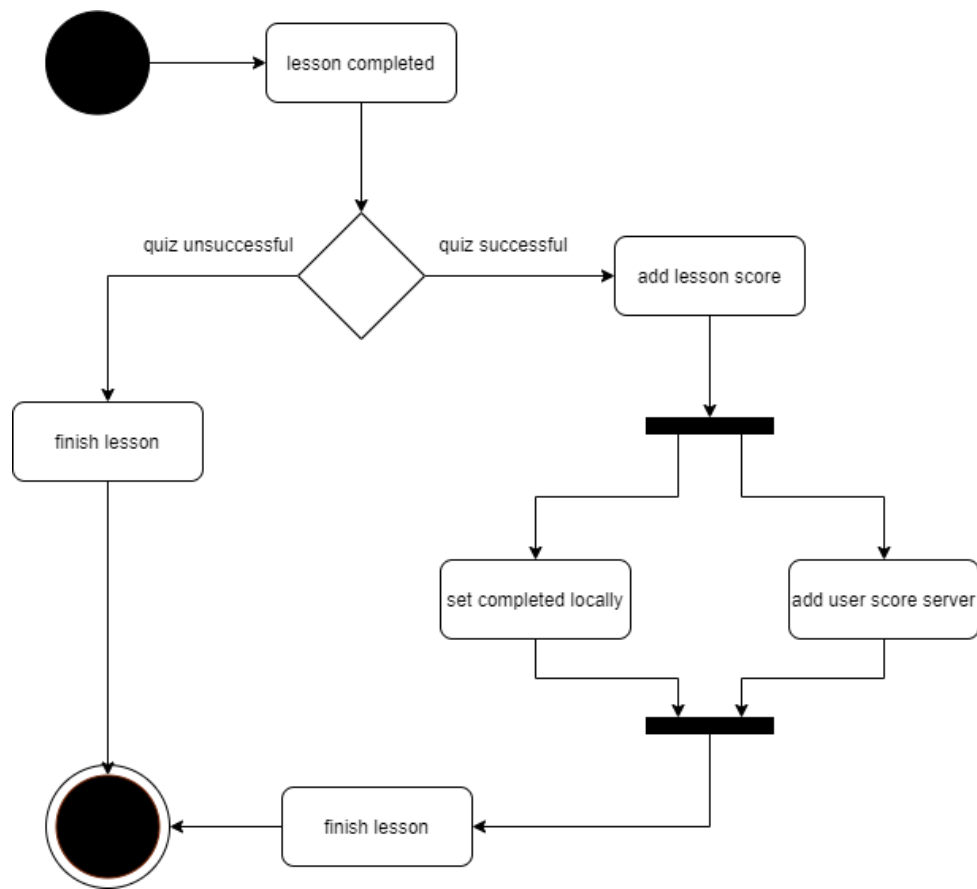 lesson completed
quiz unsuccessful
quiz successful
add lesson score
finish lesson
set completed locally
add user score server
finish lesson